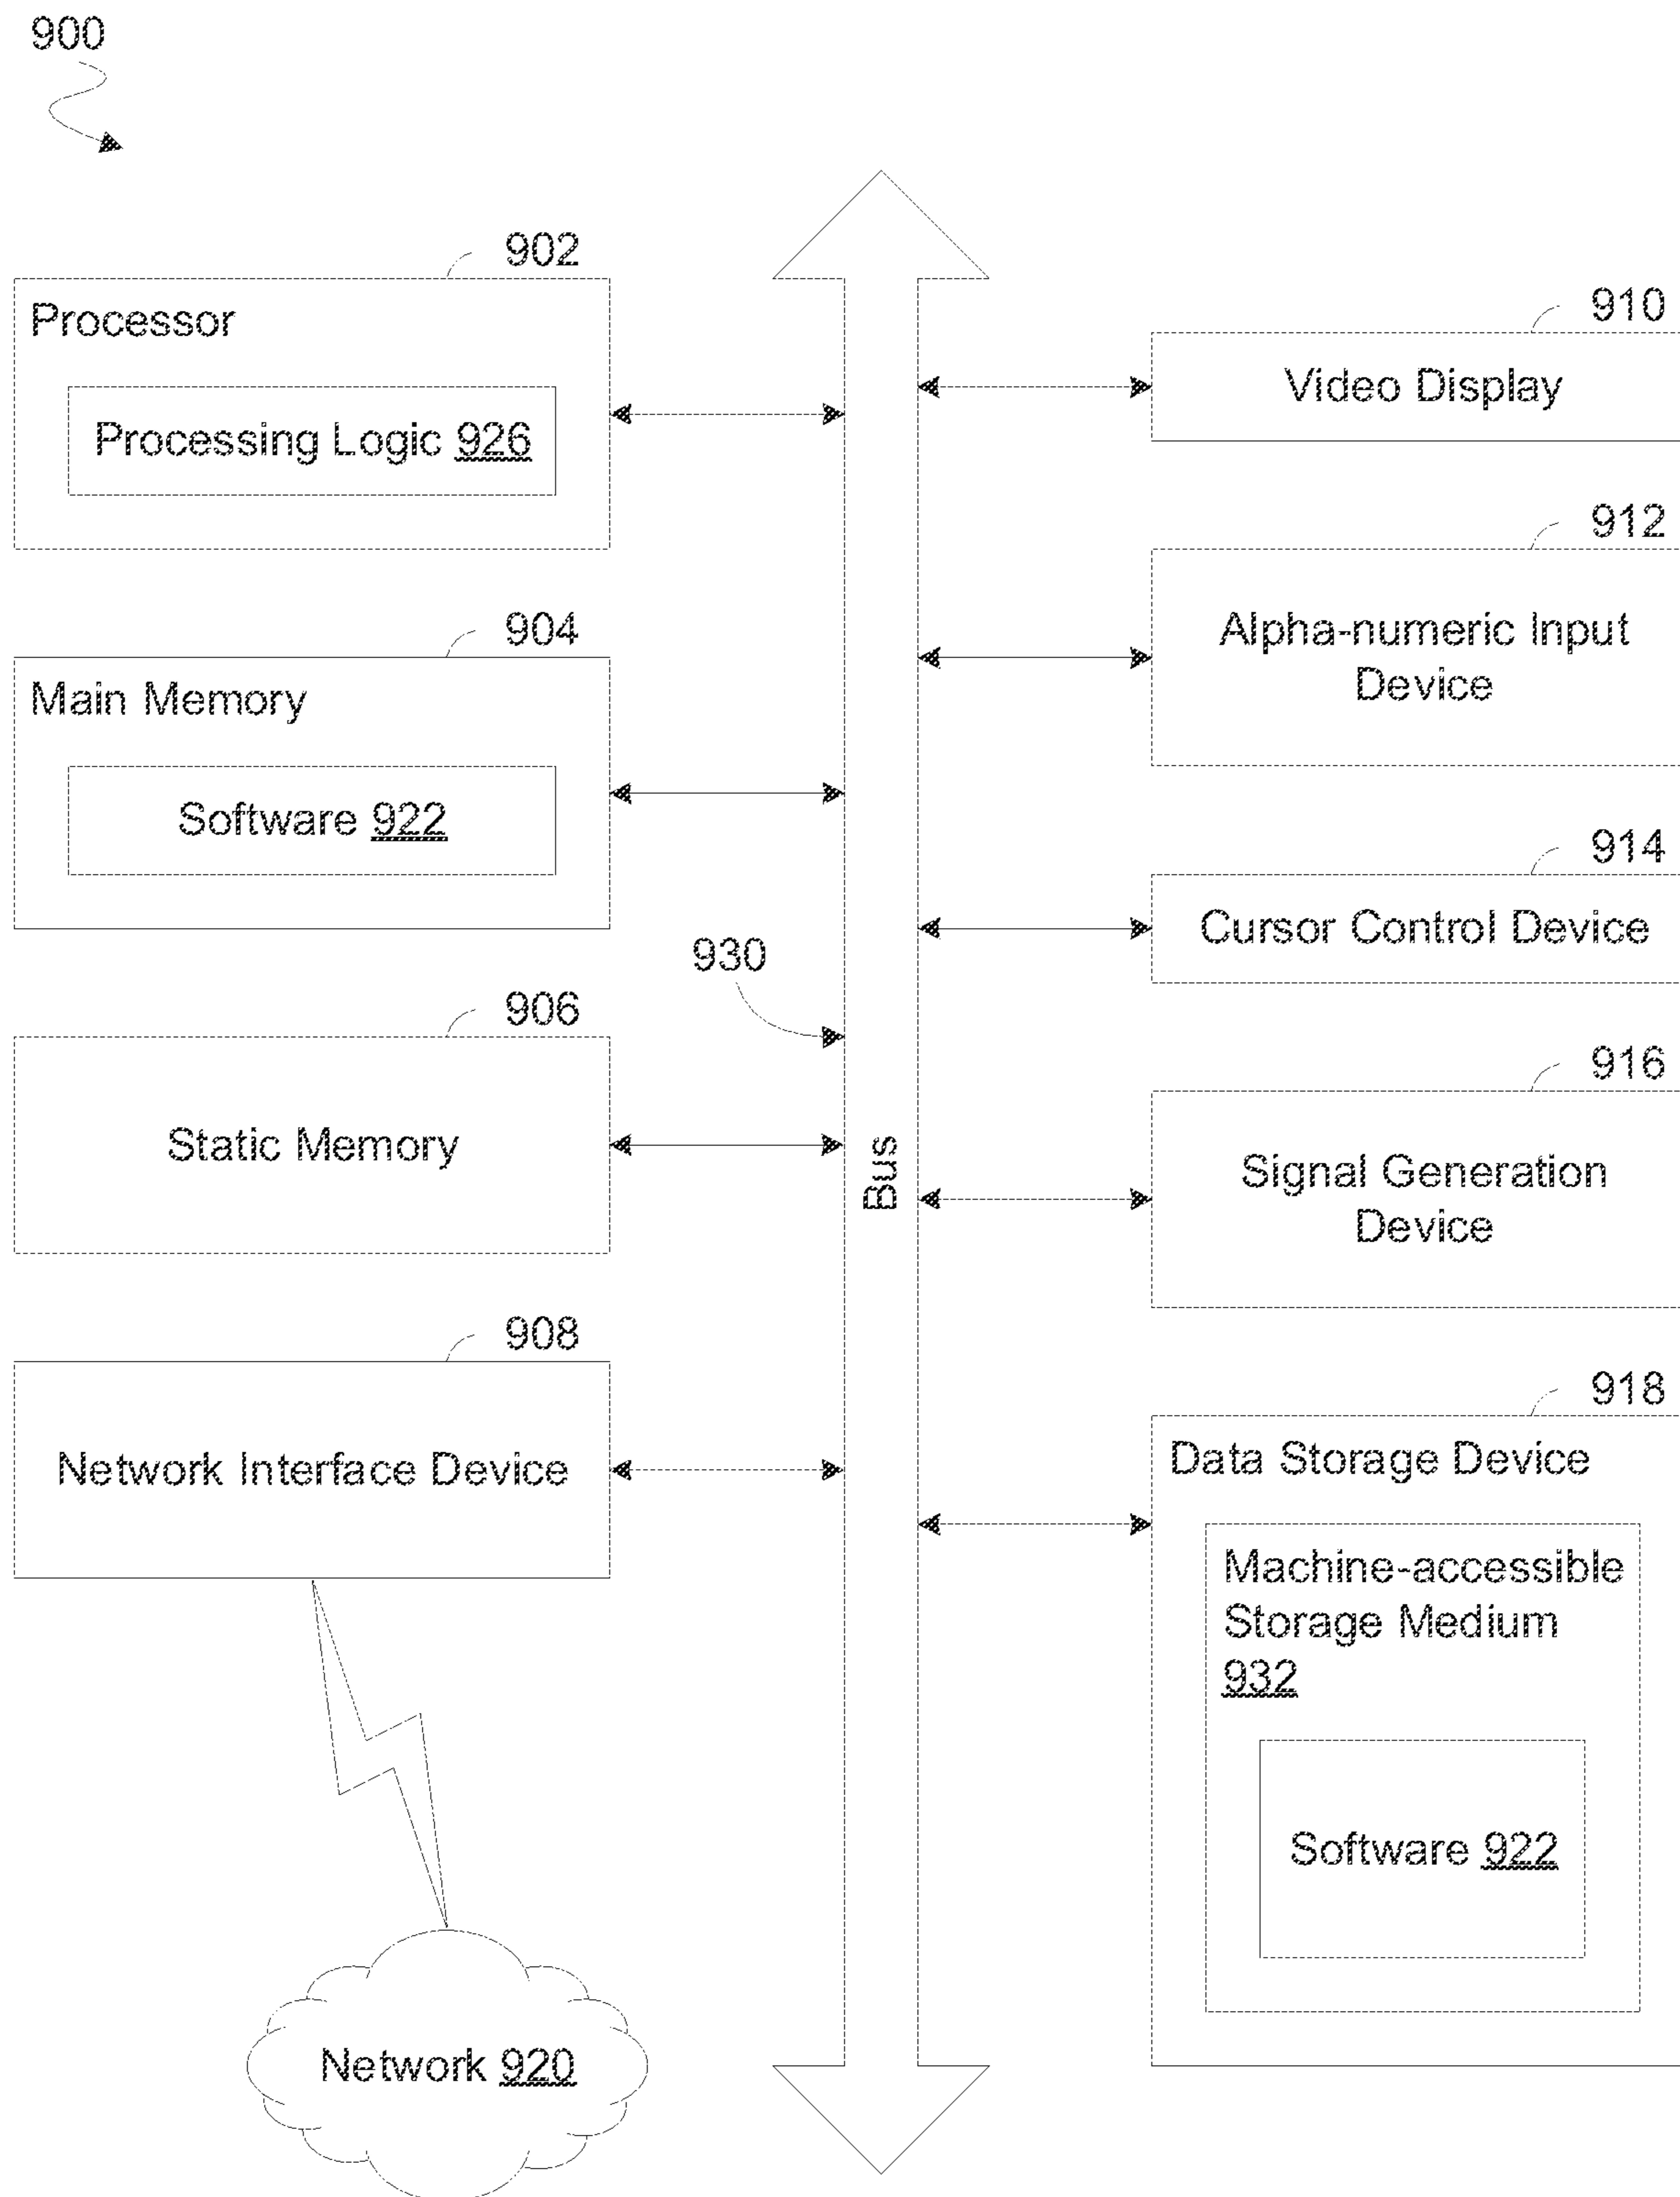 900
902
Processor
Processing Logic 926
904
Main Memory
Software 922
930
906
Static Memory
908
Network Interface Device
Network 920
Bus
910
Video Display
912
Alpha-numeric Input
Device
914
Cursor Control Device
916
Signal Generation
Device
918
Data Storage Device
Machine-accessible
Storage Medium
932
Software 922